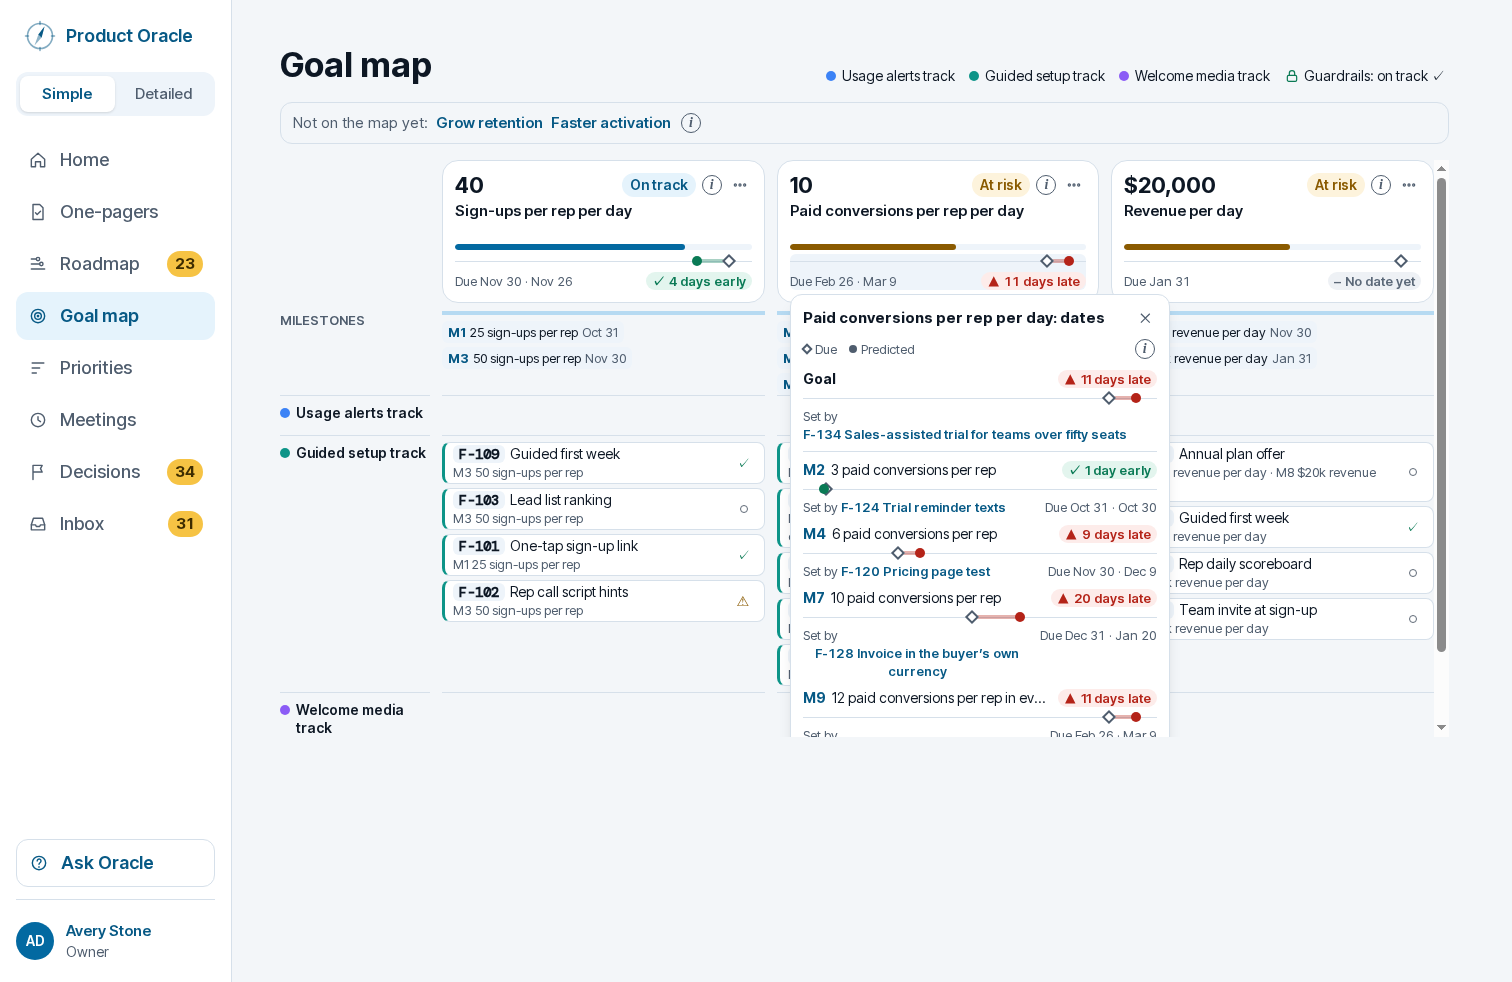 Product Oracle
Simple Detailed
Home
One-pagers
Roadmap 23
Goal map
Priorities
Meetings
Decisions 34
Inbox 31
Ask Oracle
AD Avery Stone
Owner
Goal map
Usage alerts track Guided setup track Welcome media track Guardrails: on track ✓
Not on the map yet: Grow retention Faster activation i
40 On track i ···
Sign-ups per rep per day
Due Nov 30 · Nov 26 ✓ 4 days early
10 At risk i ···
Paid conversions per rep per day
Due Feb 26 · Mar 9 ▲ 11 days late
$20,000 At risk i ···
Revenue per day
Due Jan 31 – No date yet
MILESTONES
M1 25 sign-ups per rep Oct 31
M3 50 sign-ups per rep Nov 30
revenue per day Nov 30
revenue per day Jan 31
Usage alerts track
Guided setup track
F-109 Guided first week ✓
M3 50 sign-ups per rep
F-103 Lead list ranking ○
M3 50 sign-ups per rep
F-101 One-tap sign-up link ✓
M1 25 sign-ups per rep
F-102 Rep call script hints ⚠
M3 50 sign-ups per rep
Annual plan offer
revenue per day · M8 $20k revenue ○
Guided first week ✓
revenue per day
Rep daily scoreboard ○
revenue per day
Team invite at sign-up ○
revenue per day
Welcome media
track
Paid conversions per rep per day: dates ×
Due Predicted i
Goal ▲ 11 days late
Set by
F-134 Sales-assisted trial for teams over fifty seats
M2 3 paid conversions per rep ✓ 1 day early
Set by F-124 Trial reminder texts Due Oct 31 · Oct 30
M4 6 paid conversions per rep ▲ 9 days late
Set by F-120 Pricing page test Due Nov 30 · Dec 9
M7 10 paid conversions per rep ▲ 20 days late
Set by Due Dec 31 · Jan 20
F-128 Invoice in the buyer's own
currency
M9 12 paid conversions per rep in ev... ▲ 11 days late
Set by Due Feb 26 · Mar 9